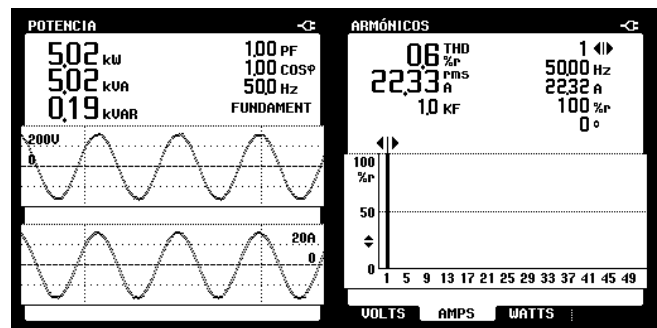 POTENCIA
5.02 kW
5.02 kVA
0.19 kVAR
1.00 PF
1.00 COSφ
50.0 Hz
FUNDAMENT
200V
0
20A
0
ARMÓNICOS
0.6 THD %r
22.33 rms A
1.0 KF
1
50.00 Hz
22.32 A
100 %r
0 °
100
%r
50
0
1 5 9 13 17 21 25 29 33 37 41 45 49
VOLTS AMPS WATTS